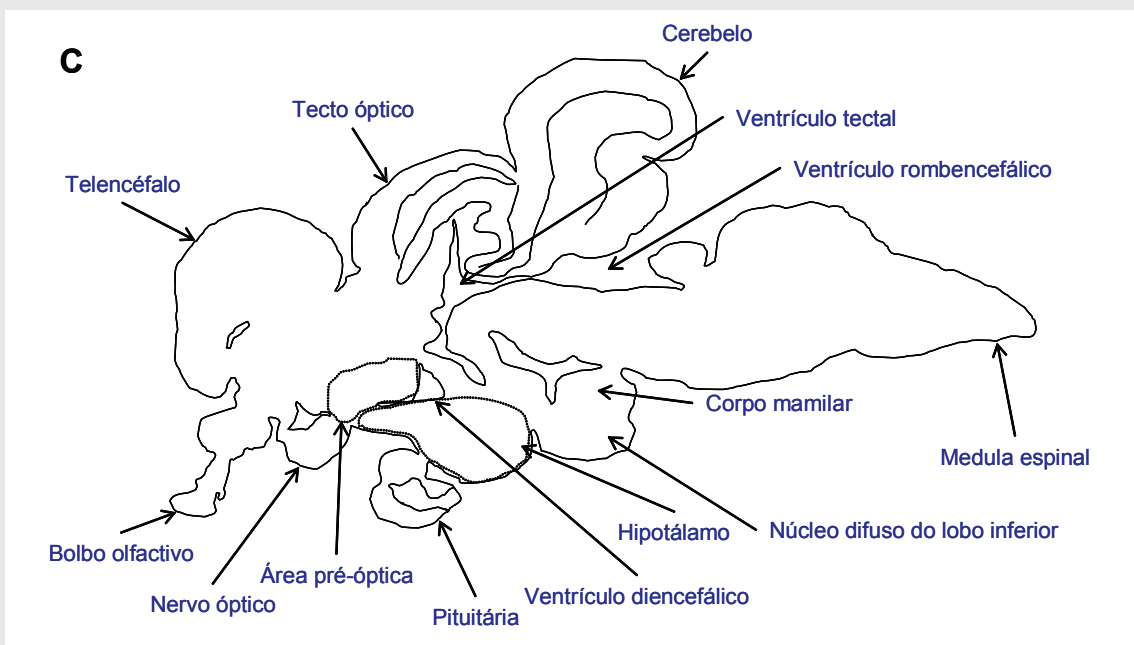 C
Cerebelo
Tecto óptico
Ventrículo tectal
Ventrículo rombencefálico
Telencéfalo
Corpo mamilar
Medula espinal
Hipotálamo
Núcleo difuso do lobo inferior
Bolbo olfactivo
Área pré-óptica
Ventrículo diencefálico
Nervo óptico
Pituitária